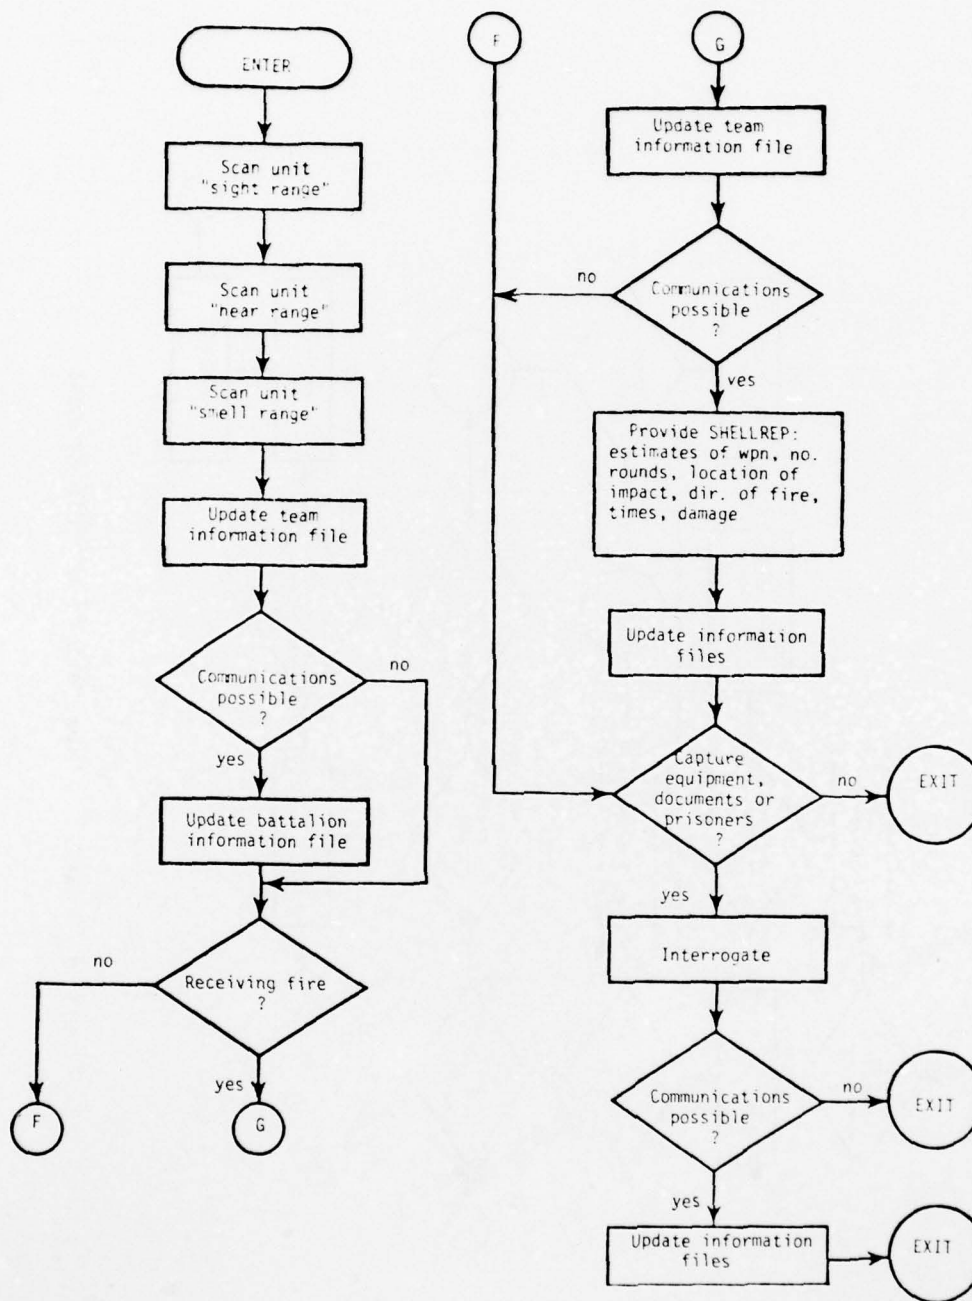 ENTER
Scan unit
"sight range"
Scan unit
"near range"
Scan unit
"smell range"
Update team
information file
Communications
possible
?
no
yes
Update battalion
information file
Receiving fire
?
no
yes
F
G
F
G
Update team
information file
Communications
possible
?
no
yes
Provide SHELLREP:
estimates of wpn, no.
rounds, location of
impact, dir. of fire,
times, damage
Update information
files
Capture
equipment,
documents or
prisoners
?
no
EXIT
yes
Interrogate
Communications
possible
?
no
EXIT
yes
Update information
files
EXIT